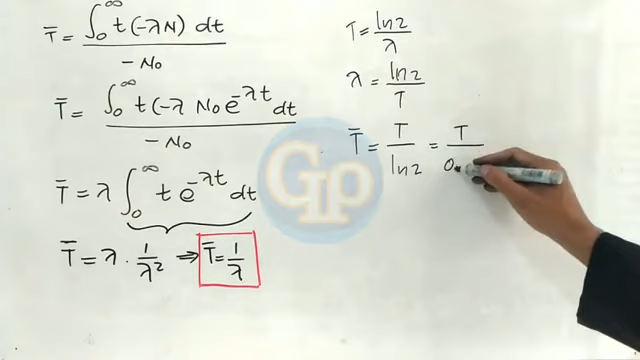 T̄ = ∫₀^∞ t (-λN) dt / -N₀
T̄ = ∫₀^∞ t (-λ N₀ e^-λt dt / -N₀
T̄ = λ ∫₀^∞ t e^-λt dt
T̄ = λ · 1/λ² ⇒ T̄ = 1/λ
T = ln2/λ
λ = ln2/T
T̄ = T/ln2 = T/0.
GP